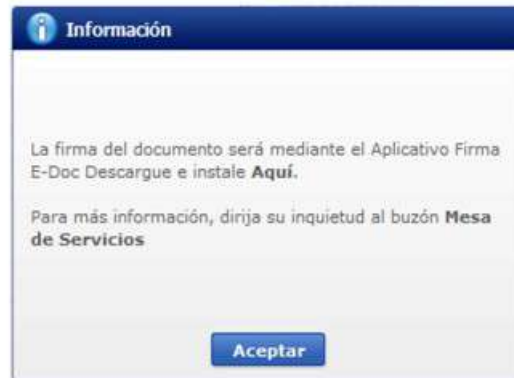 Información
La firma del documento será mediante el Aplicativo Firma
E-Doc Descargue e instale Aquí.
Para más información, dirija su inquietud al buzón Mesa
de Servicios
Aceptar